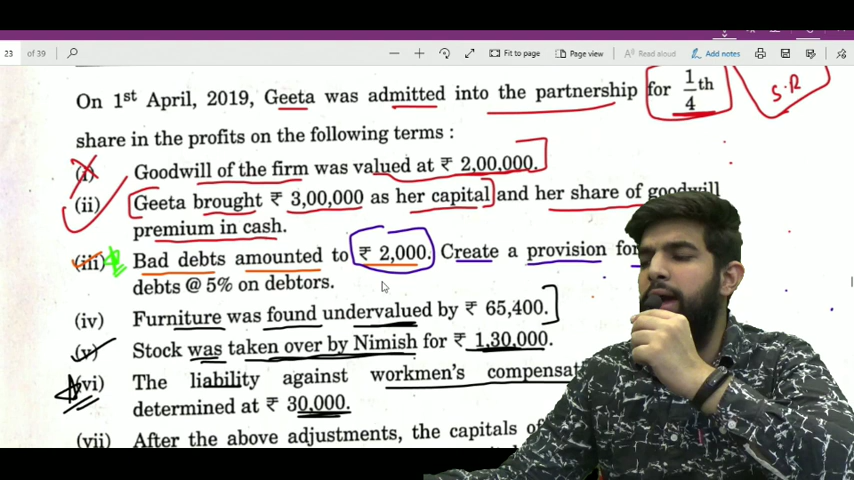 23 of 39 Fit to page Page view Read aloud Add notes
On 1st April, 2019, Geeta was admitted into the partnership for 1/4 th
S.R
share in the profits on the following terms :
(i) Goodwill of the firm was valued at ₹ 2,00,000.
(ii) Geeta brought ₹ 3,00,000 as her capital and her share of goodwill
premium in cash.
(iii) Bad debts amounted to ₹ 2,000. Create a provision for
debts @ 5% on debtors.
(iv) Furniture was found undervalued by ₹ 65,400.
(v) Stock was taken over by Nimish for ₹ 1,30,000.
(vi) The liability against workmen's
determined at ₹ 30,000.
(vii) After the above adjustments, the capitals of